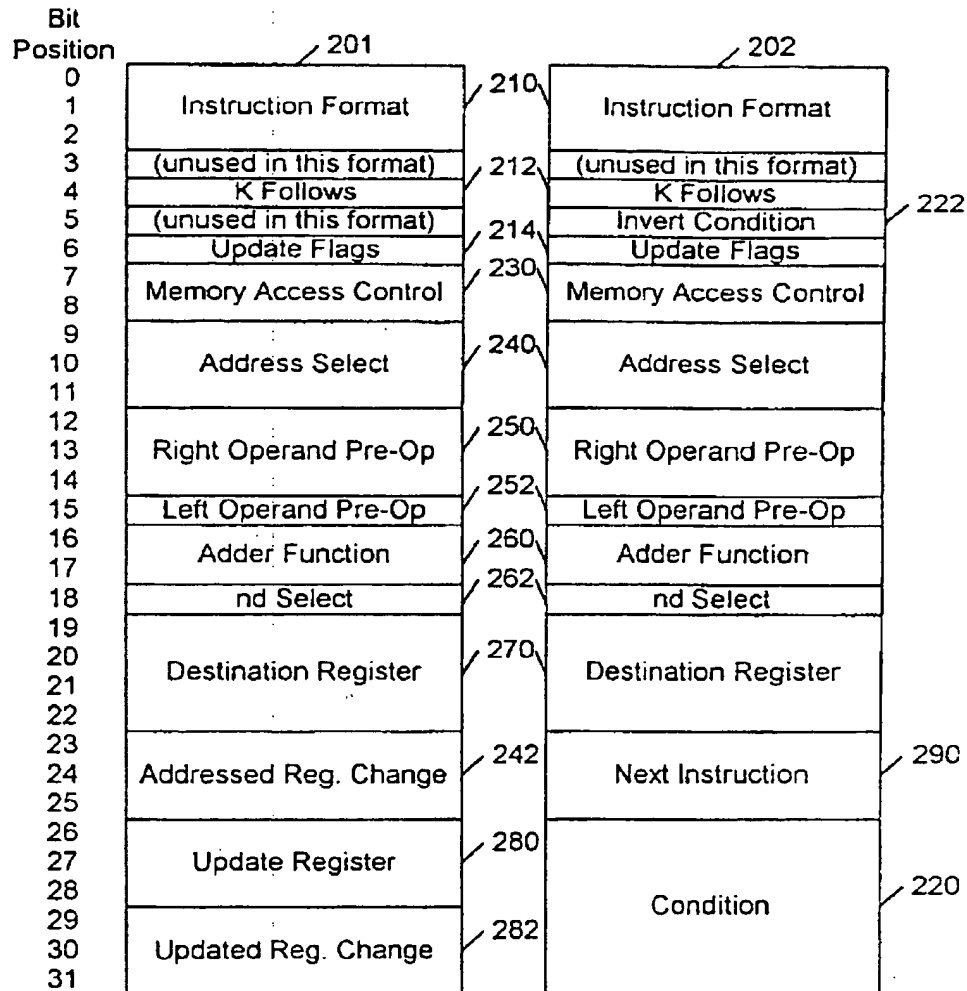 Bit
Position
201
202
0
1
2
Instruction Format
210
Instruction Format
3
(unused in this format)
212
(unused in this format)
4
K Follows
K Follows
5
(unused in this format)
214
Invert Condition
222
6
Update Flags
Update Flags
7
8
Memory Access Control
230
Memory Access Control
9
10
11
Address Select
240
Address Select
12
13
14
Right Operand Pre-Op
250
Right Operand Pre-Op
15
Left Operand Pre-Op
252
Left Operand Pre-Op
16
17
Adder Function
260
Adder Function
18
nd Select
262
nd Select
19
20
21
22
Destination Register
270
Destination Register
23
24
25
Addressed Reg. Change
242
Next Instruction
290
26
27
28
Update Register
280
Condition
220
29
30
31
Updated Reg. Change
282